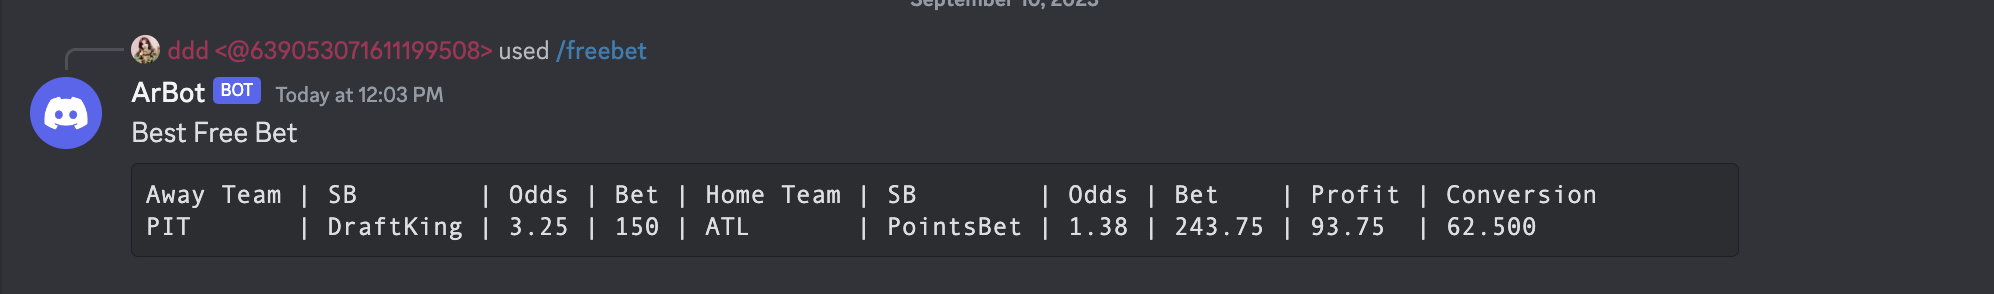 September 10, 2023
ddd <@639053071611199508> used /freebet
ArBot BOT Today at 12:03 PM
Best Free Bet
Away Team | SB | Odds | Bet | Home Team | SB | Odds | Bet | Profit | Conversion
PIT | DraftKing | 3.25 | 150 | ATL | PointsBet | 1.38 | 243.75 | 93.75 | 62.500